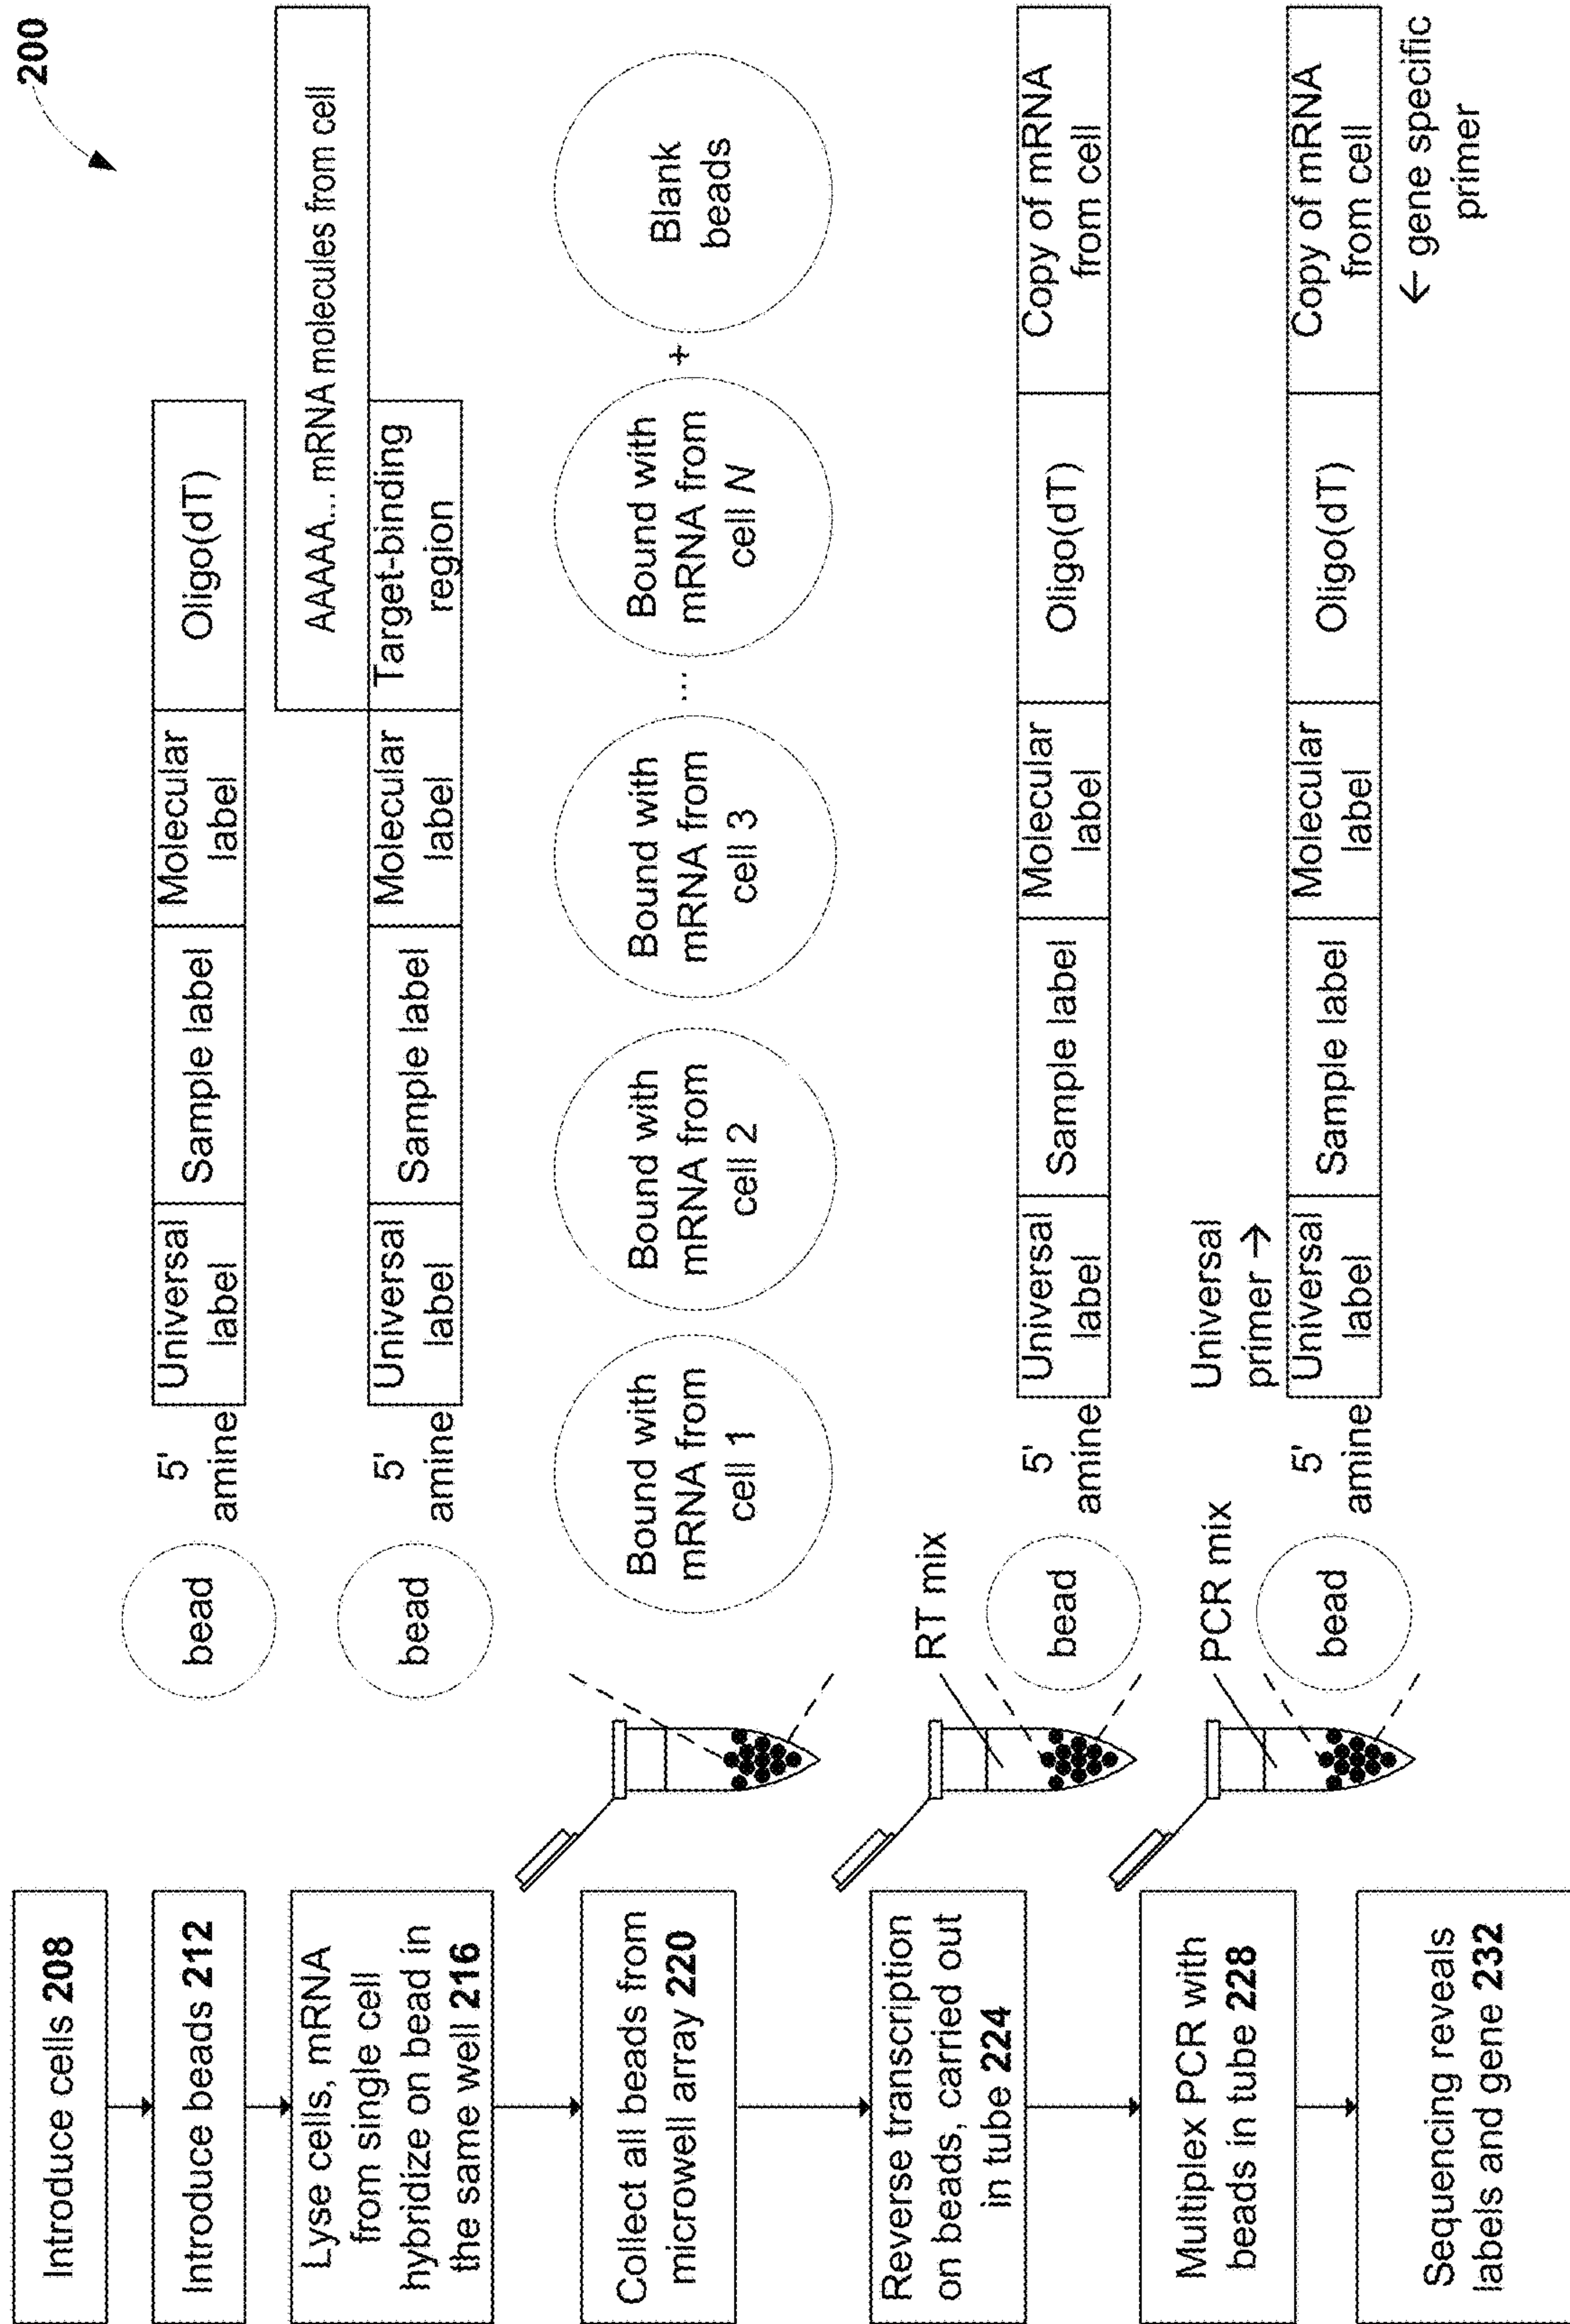 200
Introduce cells 208
Introduce beads 212
bead
5'
amine
Universal
label
Sample label
Molecular
label
Oligo(dT)
Lyse cells, mRNA
from single cell
hybridize on bead in
the same well 216
bead
5'
amine
Universal
label
Sample label
Molecular
label
AAAAA... mRNA molecules from cell
Target-binding
region
Collect all beads from
microwell array 220
Bound with
mRNA from
cell 1
Bound with
mRNA from
cell 2
Bound with
mRNA from
cell 3
...
Bound with
mRNA from
cell N
+
Blank
beads
Reverse transcription
on beads, carried out
in tube 224
RT mix
bead
5'
amine
Universal
label
Sample label
Molecular
label
Oligo(dT)
Copy of mRNA
from cell
Multiplex PCR with
beads in tube 228
PCR mix
bead
5'
amine
Universal
primer →
Universal
label
Sample label
Molecular
label
Oligo(dT)
Copy of mRNA
from cell
← gene specific
primer
Sequencing reveals
labels and gene 232